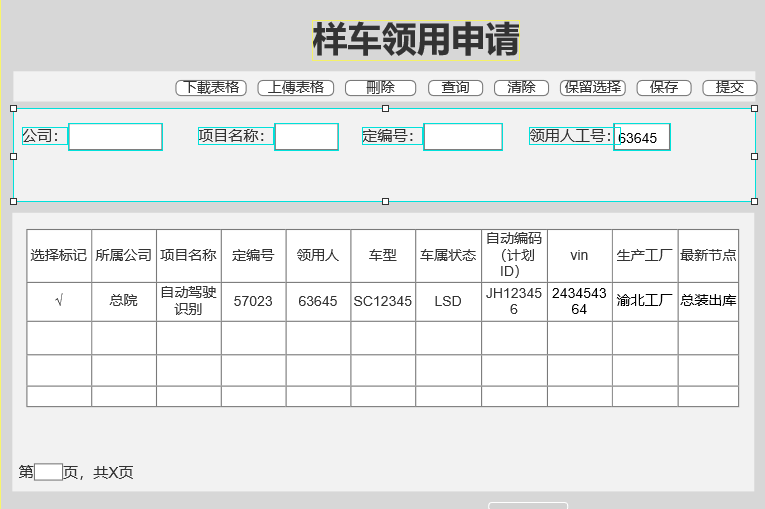 样车领用申请
下載表格 上傳表格 刪除 查询 清除 保留选择 保存 提交
公司： 项目名称： 定编号： 领用人工号： 63645
选择标记 所属公司 项目名称 定编号 领用人 车型 车属状态 自动编码（计划ID） vin 生产工厂 最新节点
√ 总院 自动驾驶识别 57023 63645 SC12345 LSD JH123456 243454364 渝北工厂 总装出库
第 页，共X页